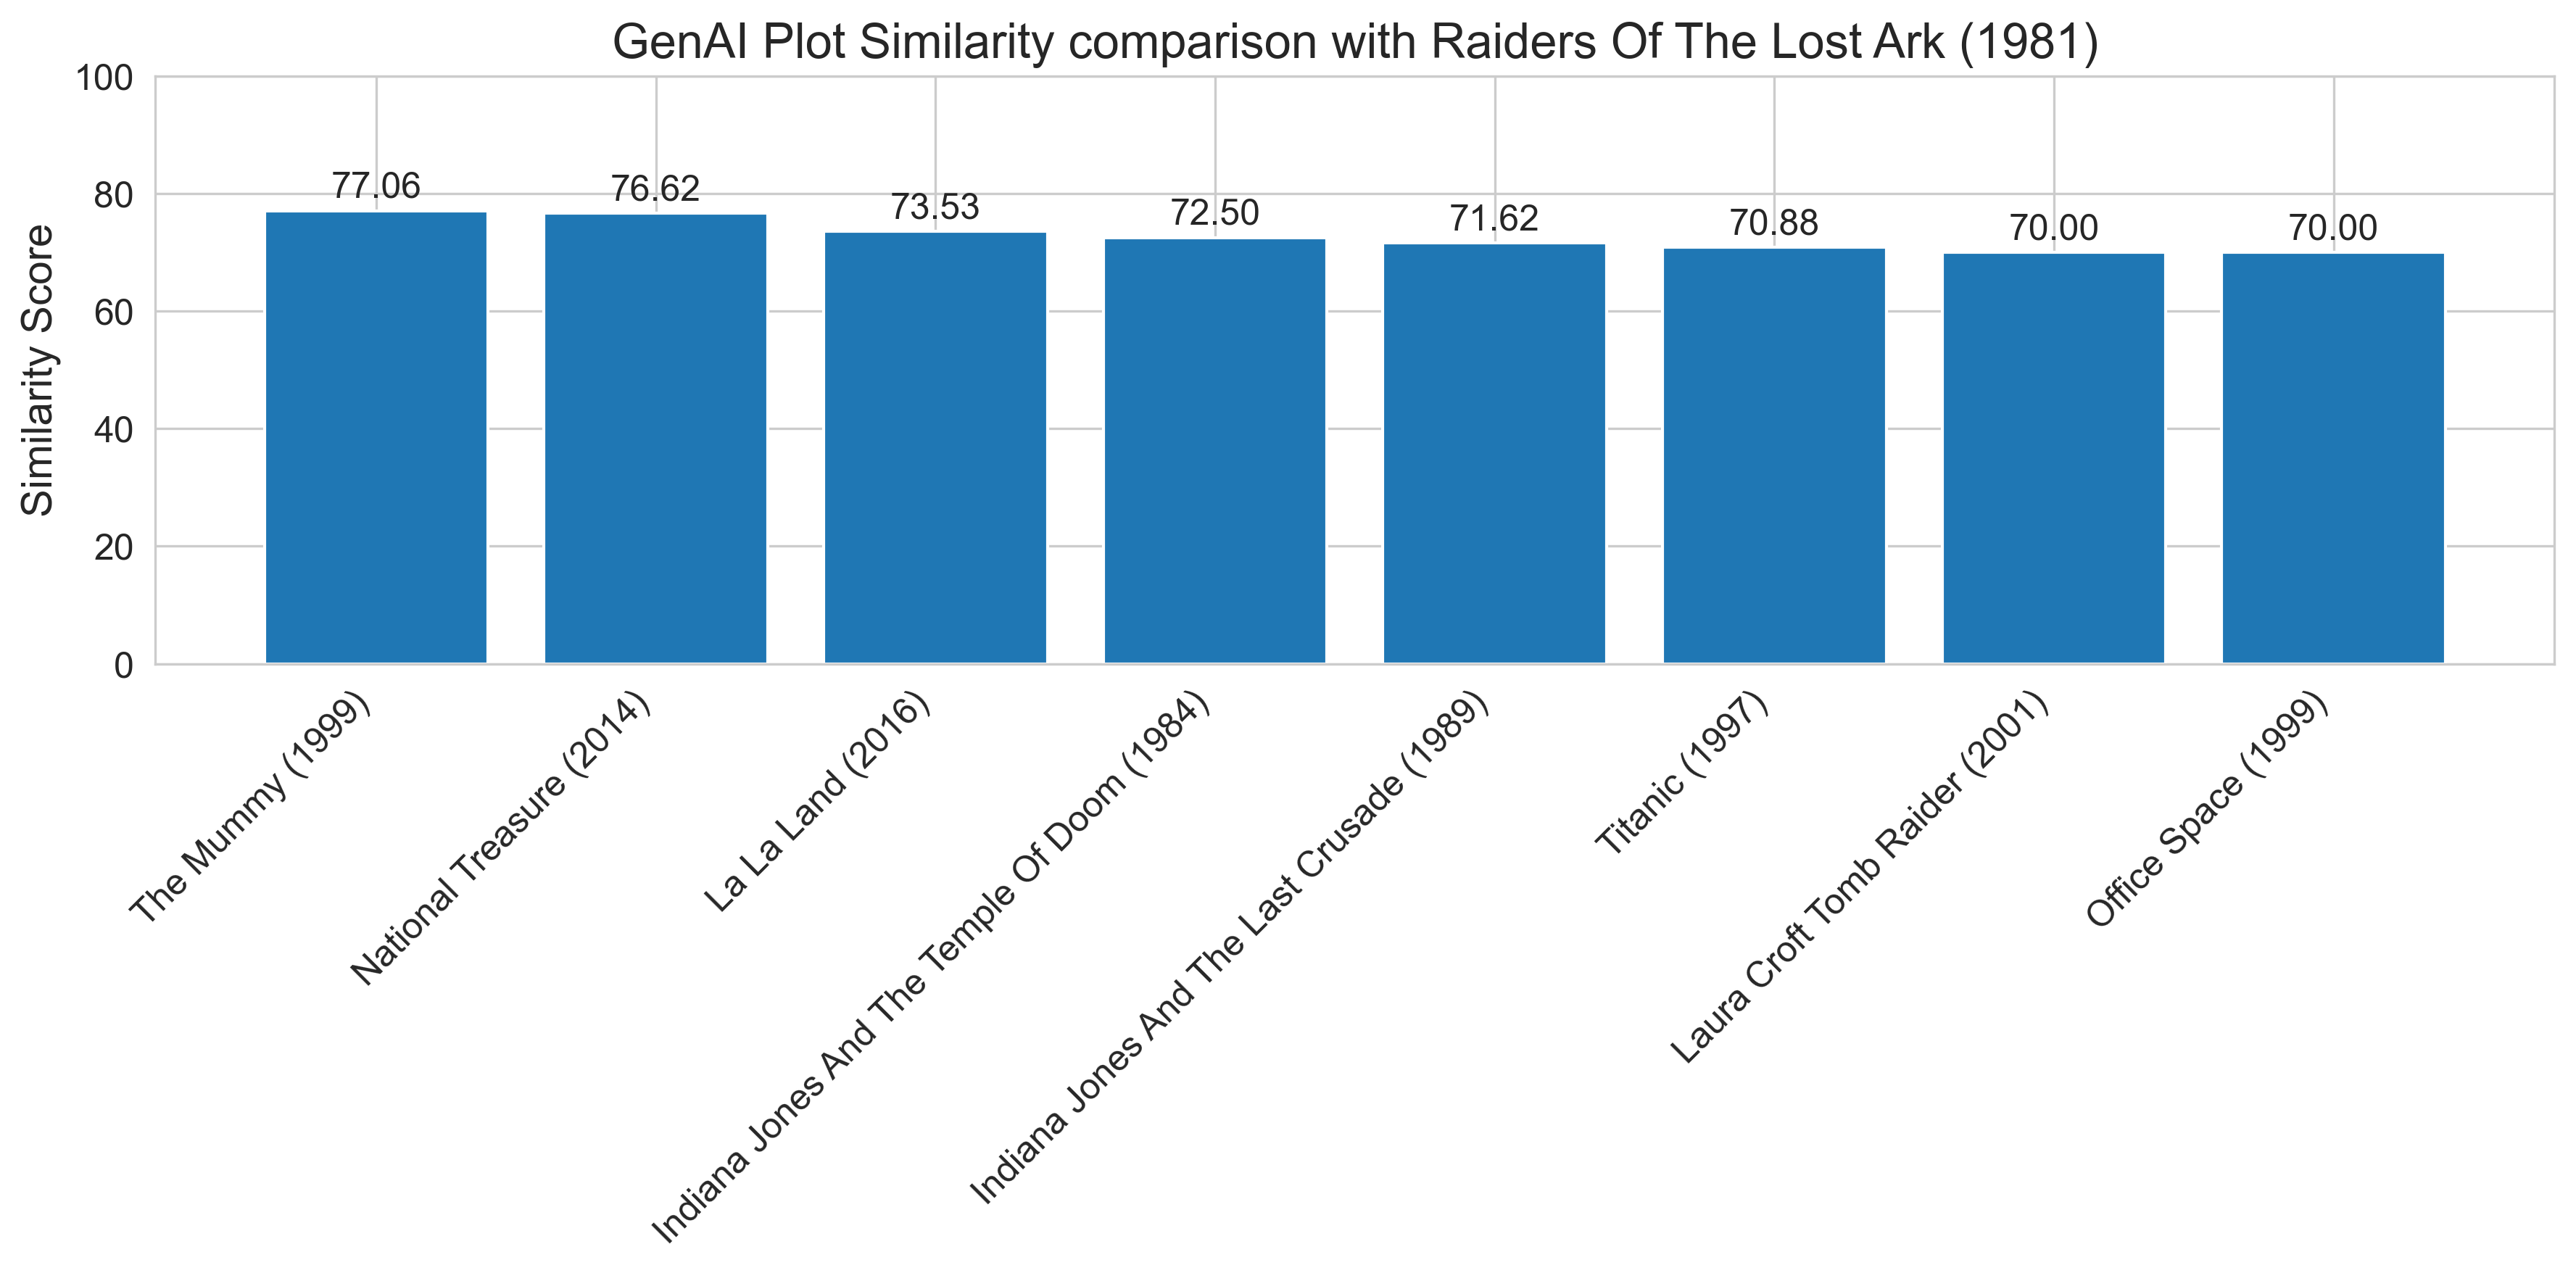 GenAI Plot Similarity comparison with Raiders Of The Lost Ark (1981)
Similarity Score
100
80
60
40
20
0
77.06
76.62
73.53
72.50
71.62
70.88
70.00
70.00
The Mummy (1999)
National Treasure (2014)
La La Land (2016)
Indiana Jones And The Temple Of Doom (1984)
Indiana Jones And The Last Crusade (1989)
Titanic (1997)
Laura Croft Tomb Raider (2001)
Office Space (1999)